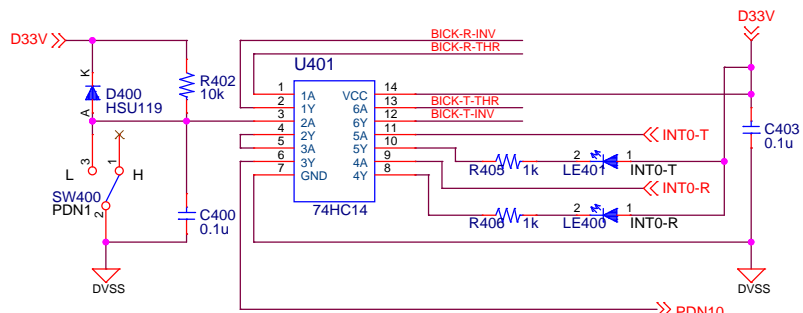 D33V
D33V
BICK-R-INV
BICK-R-THR
U401
K
D400
HSU119
A
R402
10k
1 1A VCC 14
2 1Y 6A 13 BICK-T-THR
3 2A 6Y 12 BICK-T-INV
4 2Y 5A 11 INT0-T
5 3A 5Y 10
6 3Y 4A 9
7 GND 4Y 8
74HC14
C403
0.1u
R405 1k
2 1
LE401 INT0-T
INT0-R
R406 1k
2 1
LE400 INT0-R
L 3 1 H
SW400
PDN1 2
C400
0.1u
DVSS
DVSS
PDN10